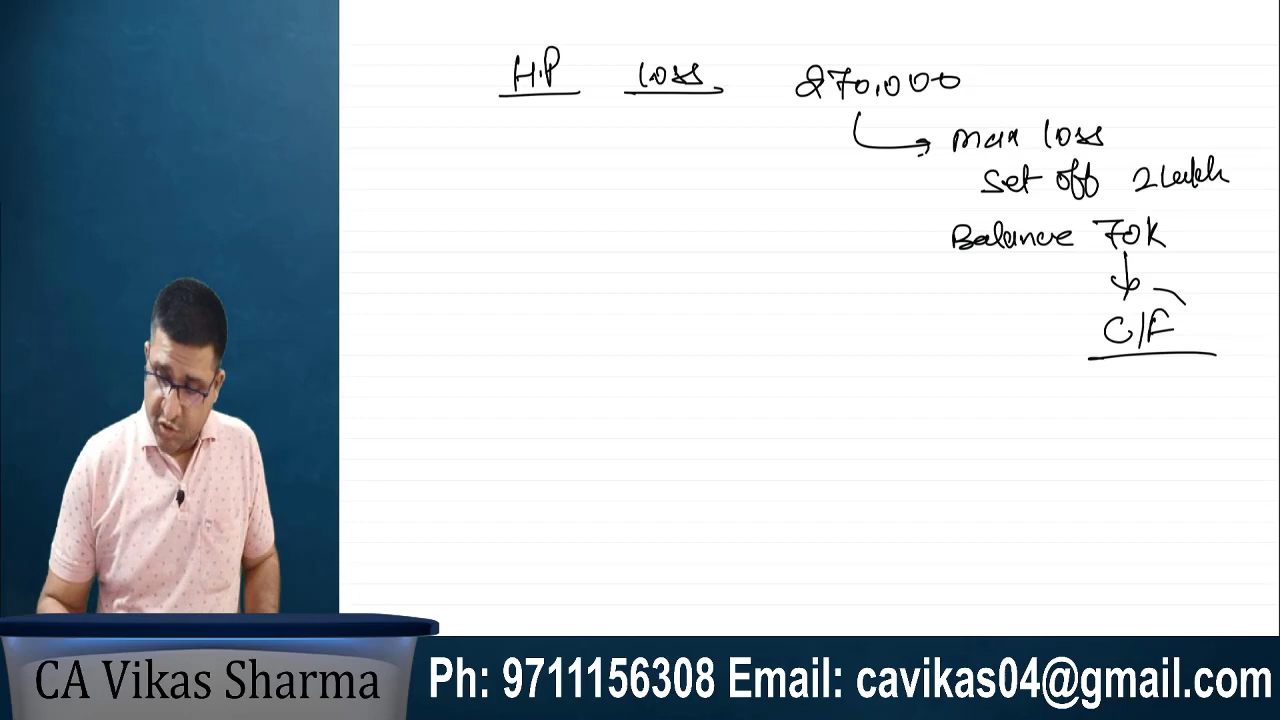 H.P loss 270,000
max loss
Set off 2 Lakh
Balance 70K
C/F
CA Vikas Sharma
Ph: 9711156308 Email: cavikas04@gmail.com